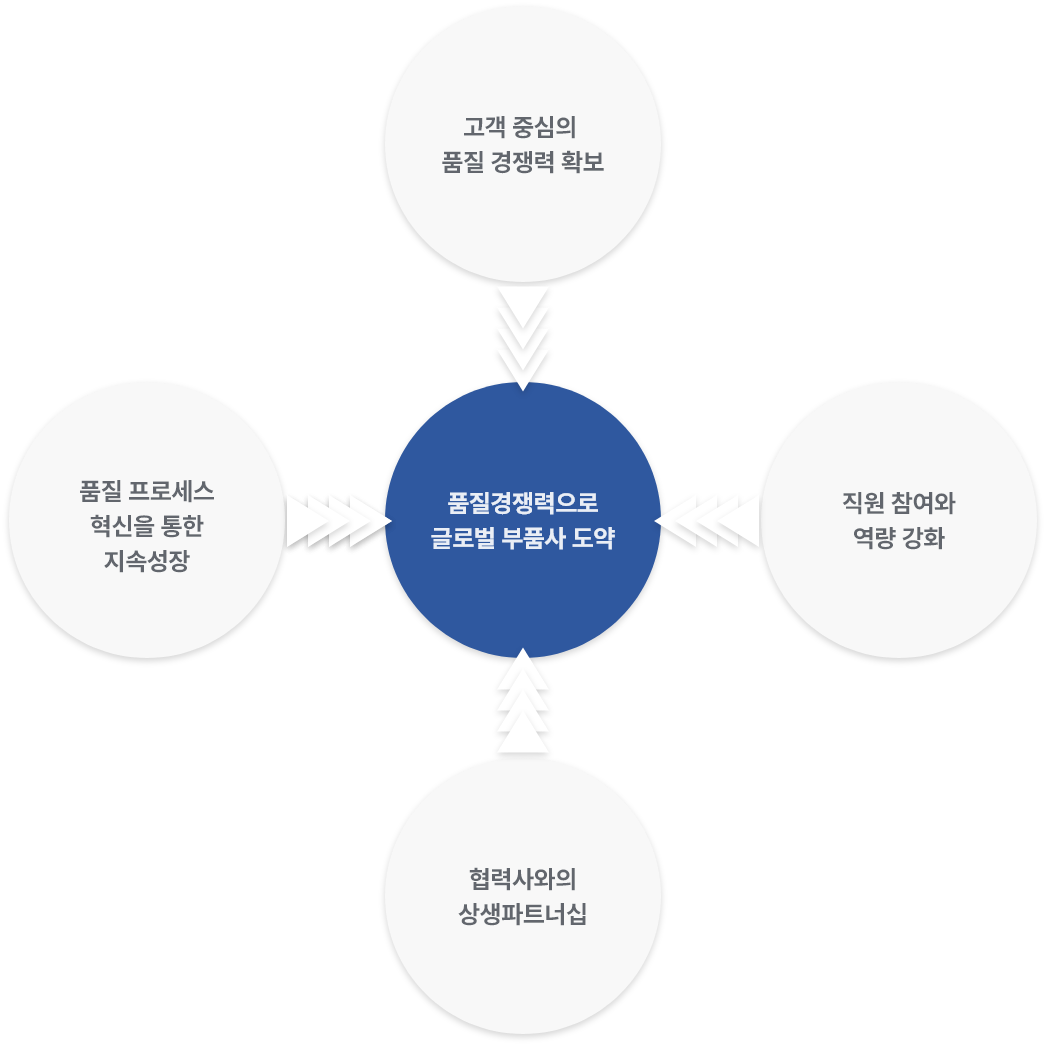 고객 중심의
품질 경쟁력 확보
품질 프로세스
혁신을 통한
지속성장
품질경쟁력으로
글로벌 부품사 도약
직원 참여와
역량 강화
협력사와의
상생파트너십